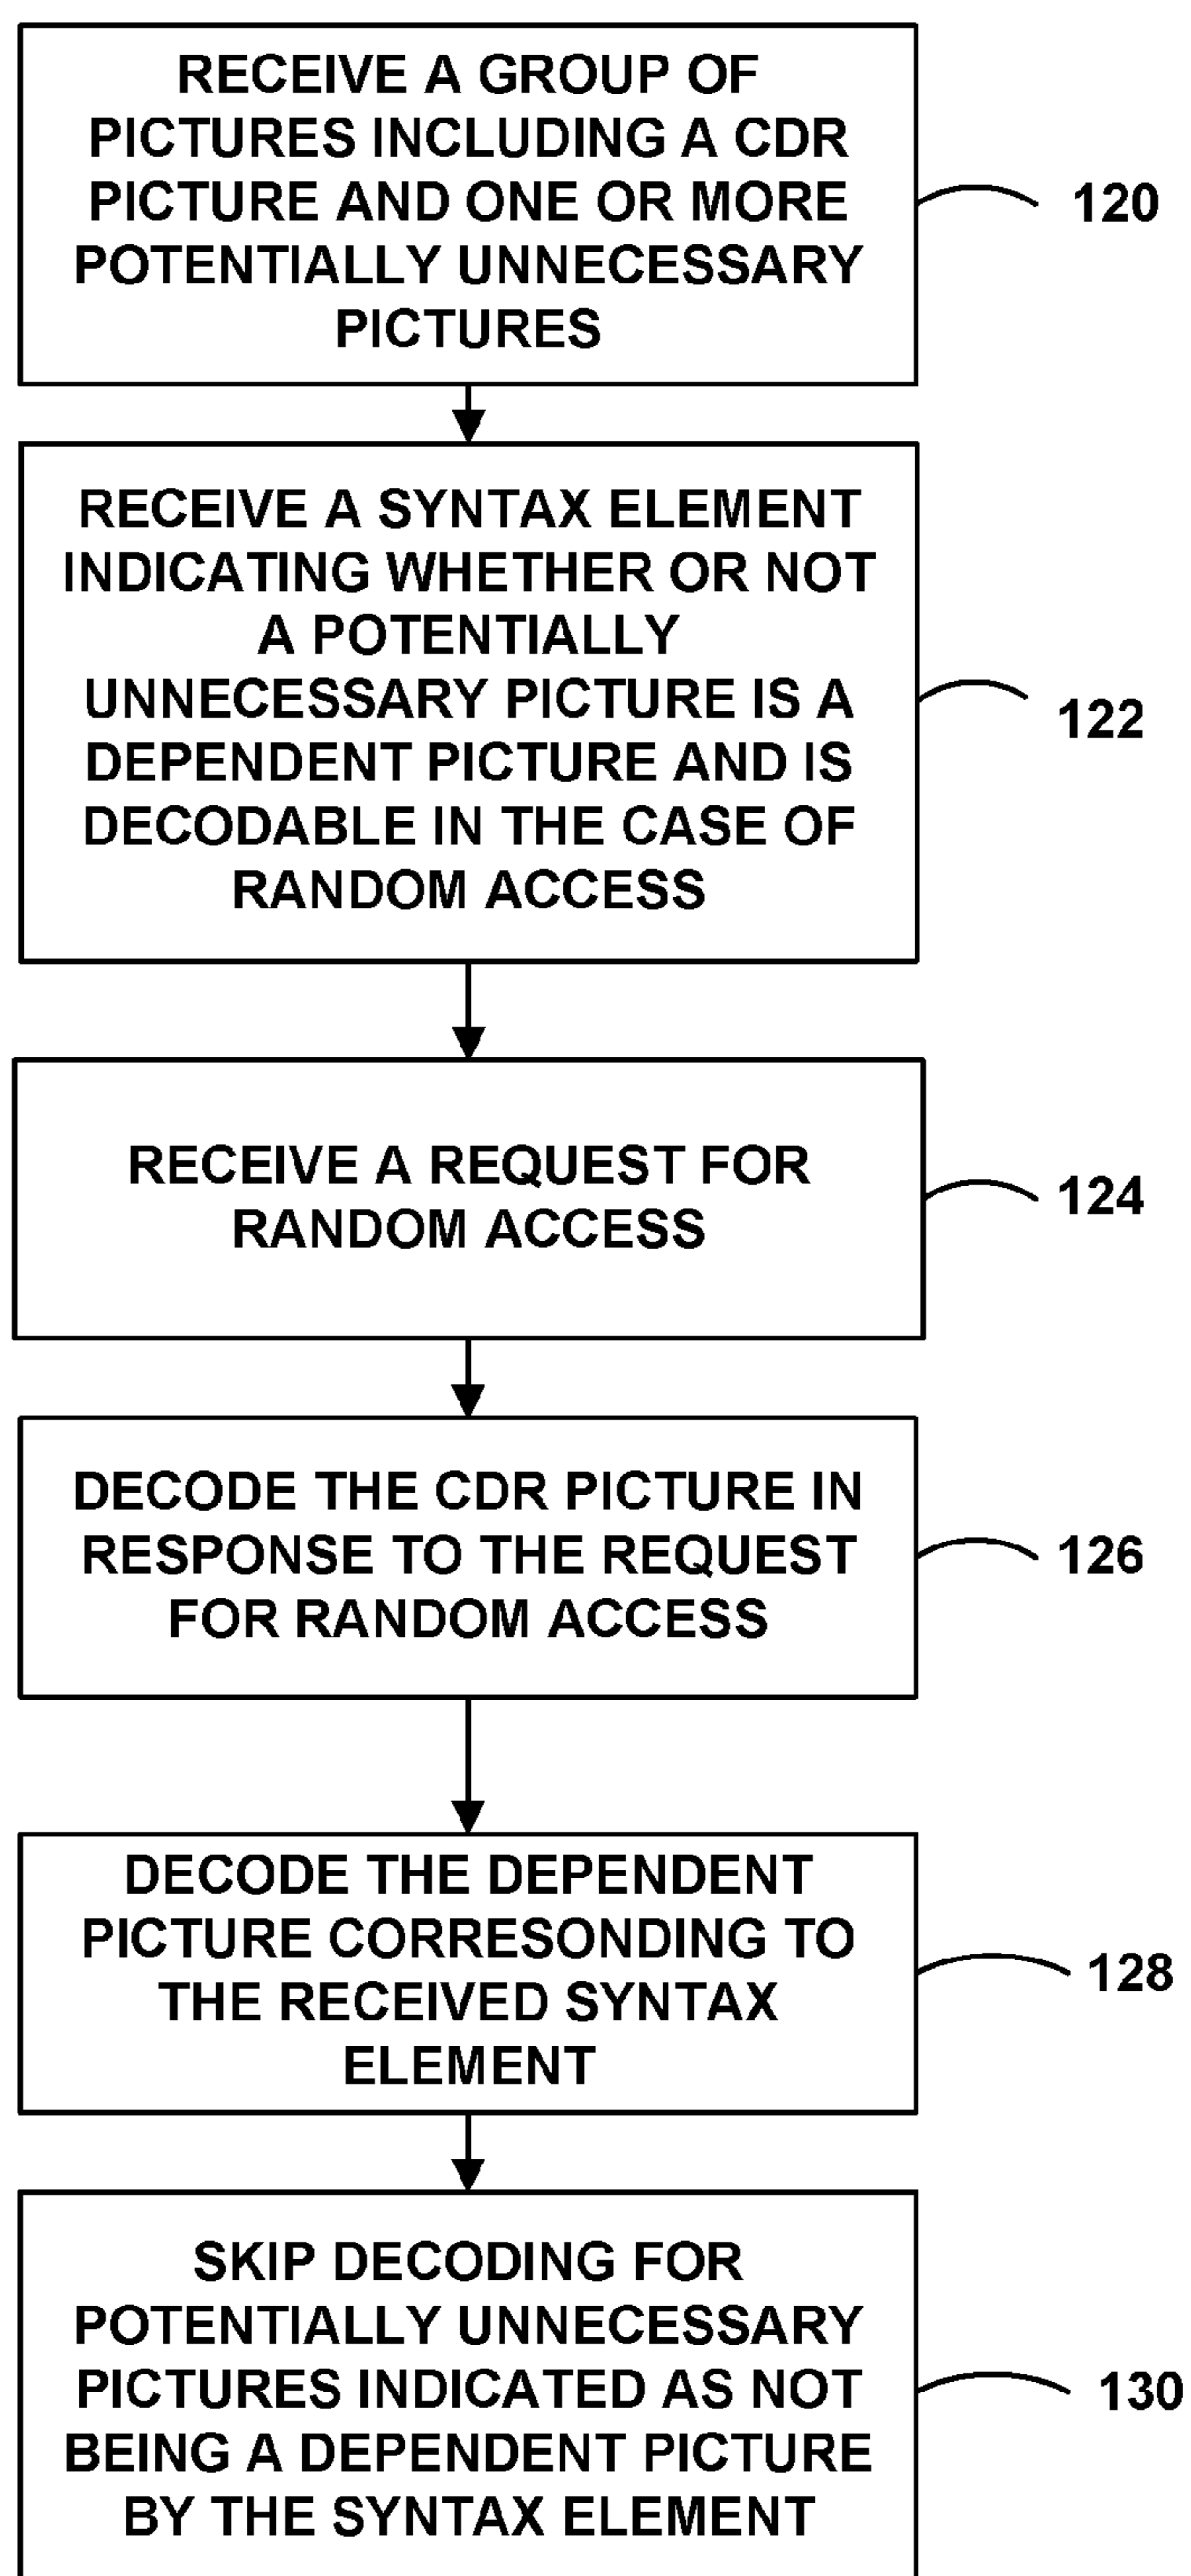 RECEIVE A GROUP OF
PICTURES INCLUDING A CDR
PICTURE AND ONE OR MORE
POTENTIALLY UNNECESSARY
PICTURES
120
RECEIVE A SYNTAX ELEMENT
INDICATING WHETHER OR NOT
A POTENTIALLY
UNNECESSARY PICTURE IS A
DEPENDENT PICTURE AND IS
DECODABLE IN THE CASE OF
RANDOM ACCESS
122
RECEIVE A REQUEST FOR
RANDOM ACCESS
124
DECODE THE CDR PICTURE IN
RESPONSE TO THE REQUEST
FOR RANDOM ACCESS
126
DECODE THE DEPENDENT
PICTURE CORRESONDING TO
THE RECEIVED SYNTAX
ELEMENT
128
SKIP DECODING FOR
POTENTIALLY UNNECESSARY
PICTURES INDICATED AS NOT
BEING A DEPENDENT PICTURE
BY THE SYNTAX ELEMENT
130